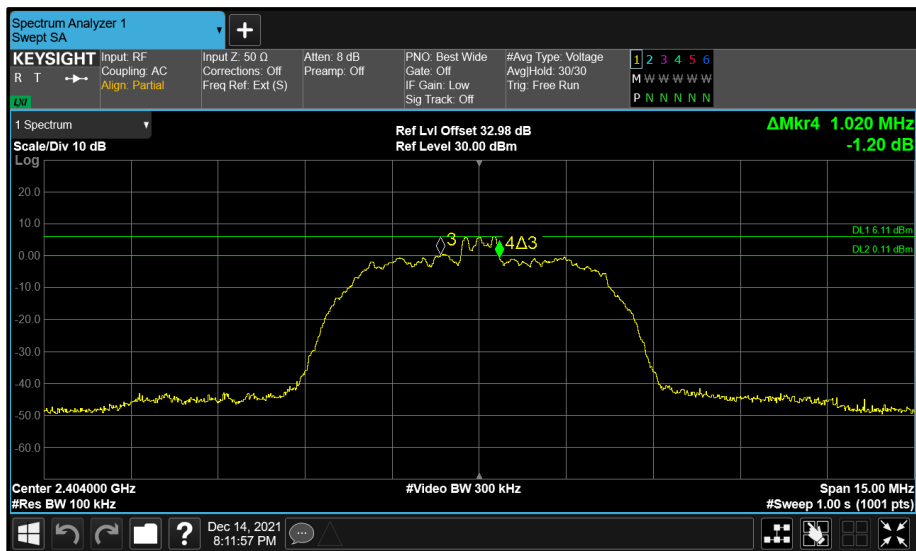 Spectrum Analyzer 1
Swept SA
KEYSIGHT
R T
LXI
Input: RF
Coupling: AC
Align: Partial
Input Z: 50 Ω
Corrections: Off
Freq Ref: Ext (S)
Atten: 8 dB
Preamp: Off
PNO: Best Wide
Gate: Off
IF Gain: Low
Sig Track: Off
#Avg Type: Voltage
Avg|Hold: 30/30
Trig: Free Run
1 2 3 4 5 6
M W W W W W
P N N N N N
1 Spectrum
Scale/Div 10 dB
Log
Ref Lvl Offset 32.98 dB
Ref Level 30.00 dBm
ΔMkr4 1.020 MHz
-1.20 dB
20.0
10.0
0.00
-10.0
-20.0
-30.0
-40.0
-50.0
-60.0
DL1 6.11 dBm
DL2 0.11 dBm
3
4Δ3
Center 2.404000 GHz
#Video BW 300 kHz
Span 15.00 MHz
#Res BW 100 kHz
#Sweep 1.00 s (1001 pts)
Dec 14, 2021
8:11:57 PM